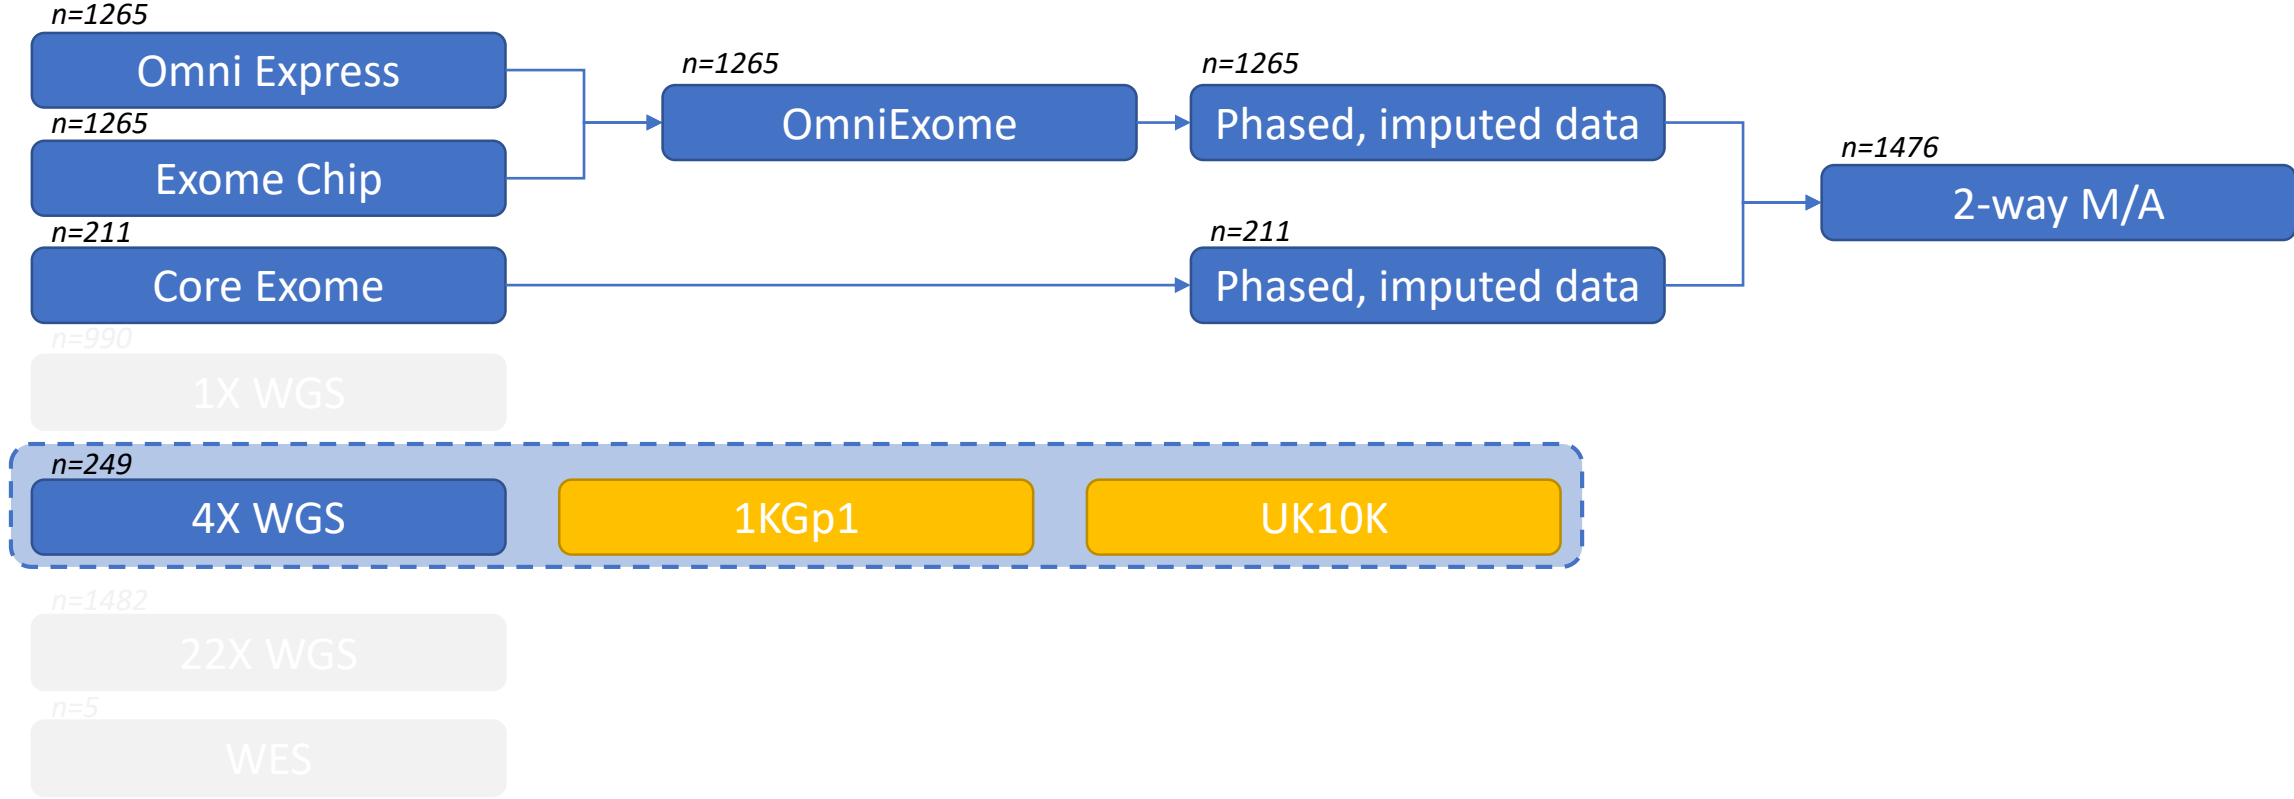 n=1265
Omni Express
n=1265
Exome Chip
n=211
Core Exome
n=1265
OmniExome
n=1265
Phased, imputed data
n=211
Phased, imputed data
n=1476
2-way M/A
n=990
1X WGS
n=249
4X WGS
1KGp1
UK10K
n=1482
22X WGS
n=5
WES